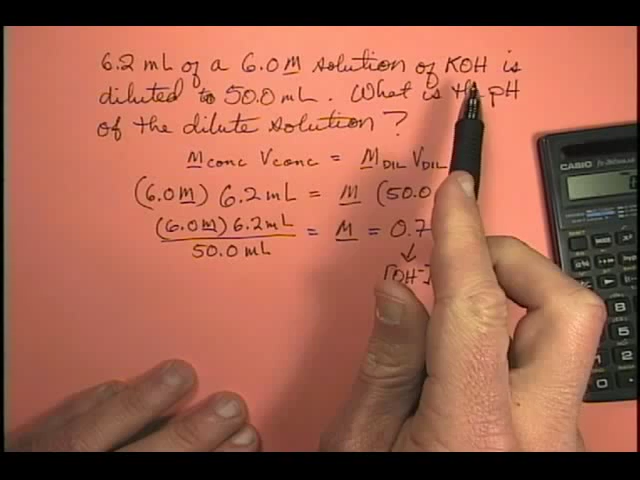 6.2 mL of a 6.0 M solution of KOH is
diluted to 50.0 mL. What is the pH
of the dilute solution?
M conc V conc = M DIL V DIL
(6.0 M) 6.2 mL = M (50.0
(6.0 M) 6.2 mL
50.0 mL
= M = 0.7
[OH⁻]
CASIO